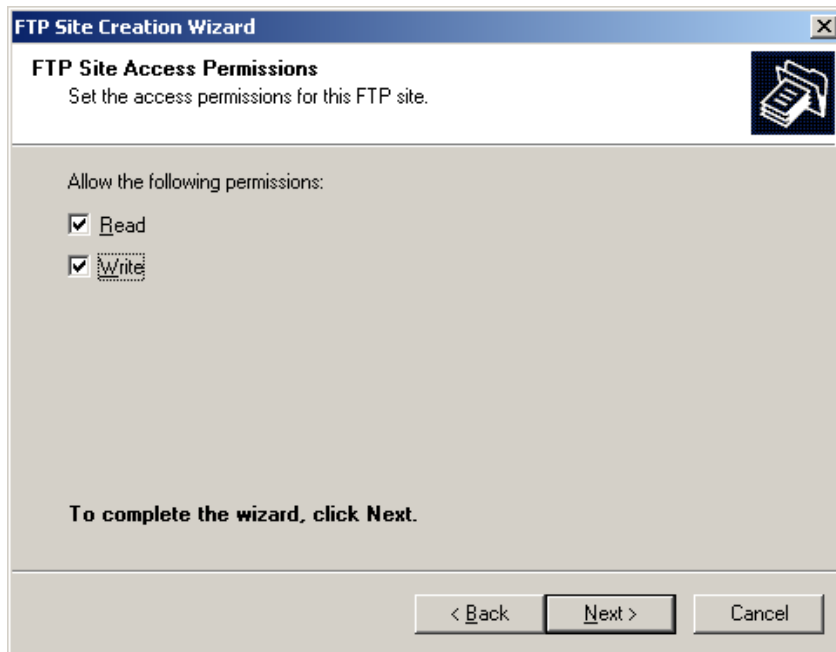 FTP Site Creation Wizard
FTP Site Access Permissions
Set the access permissions for this FTP site.
Allow the following permissions:
Read
Write
To complete the wizard, click Next.
< Back Next > Cancel